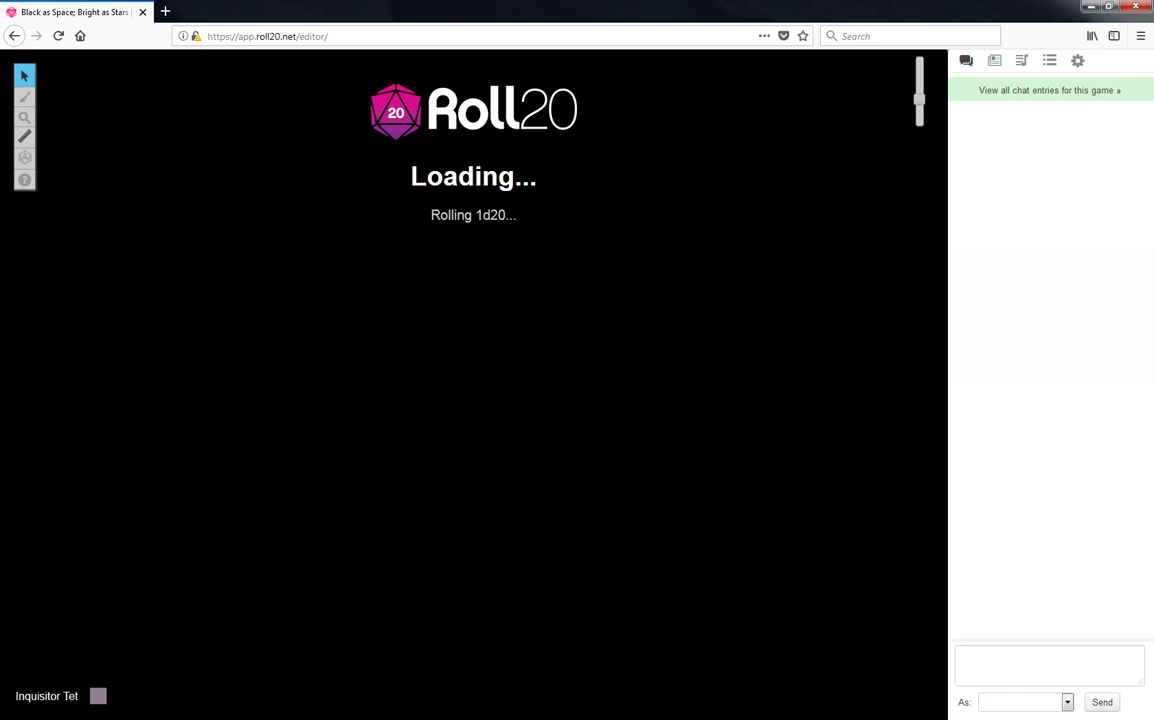 Black as Space; Bright as Stars |
https://app.roll20.net/editor/
Search
20
Roll20
Loading...
Rolling 1d20...
View all chat entries for this game »
Inquisitor Tet
As:
Send